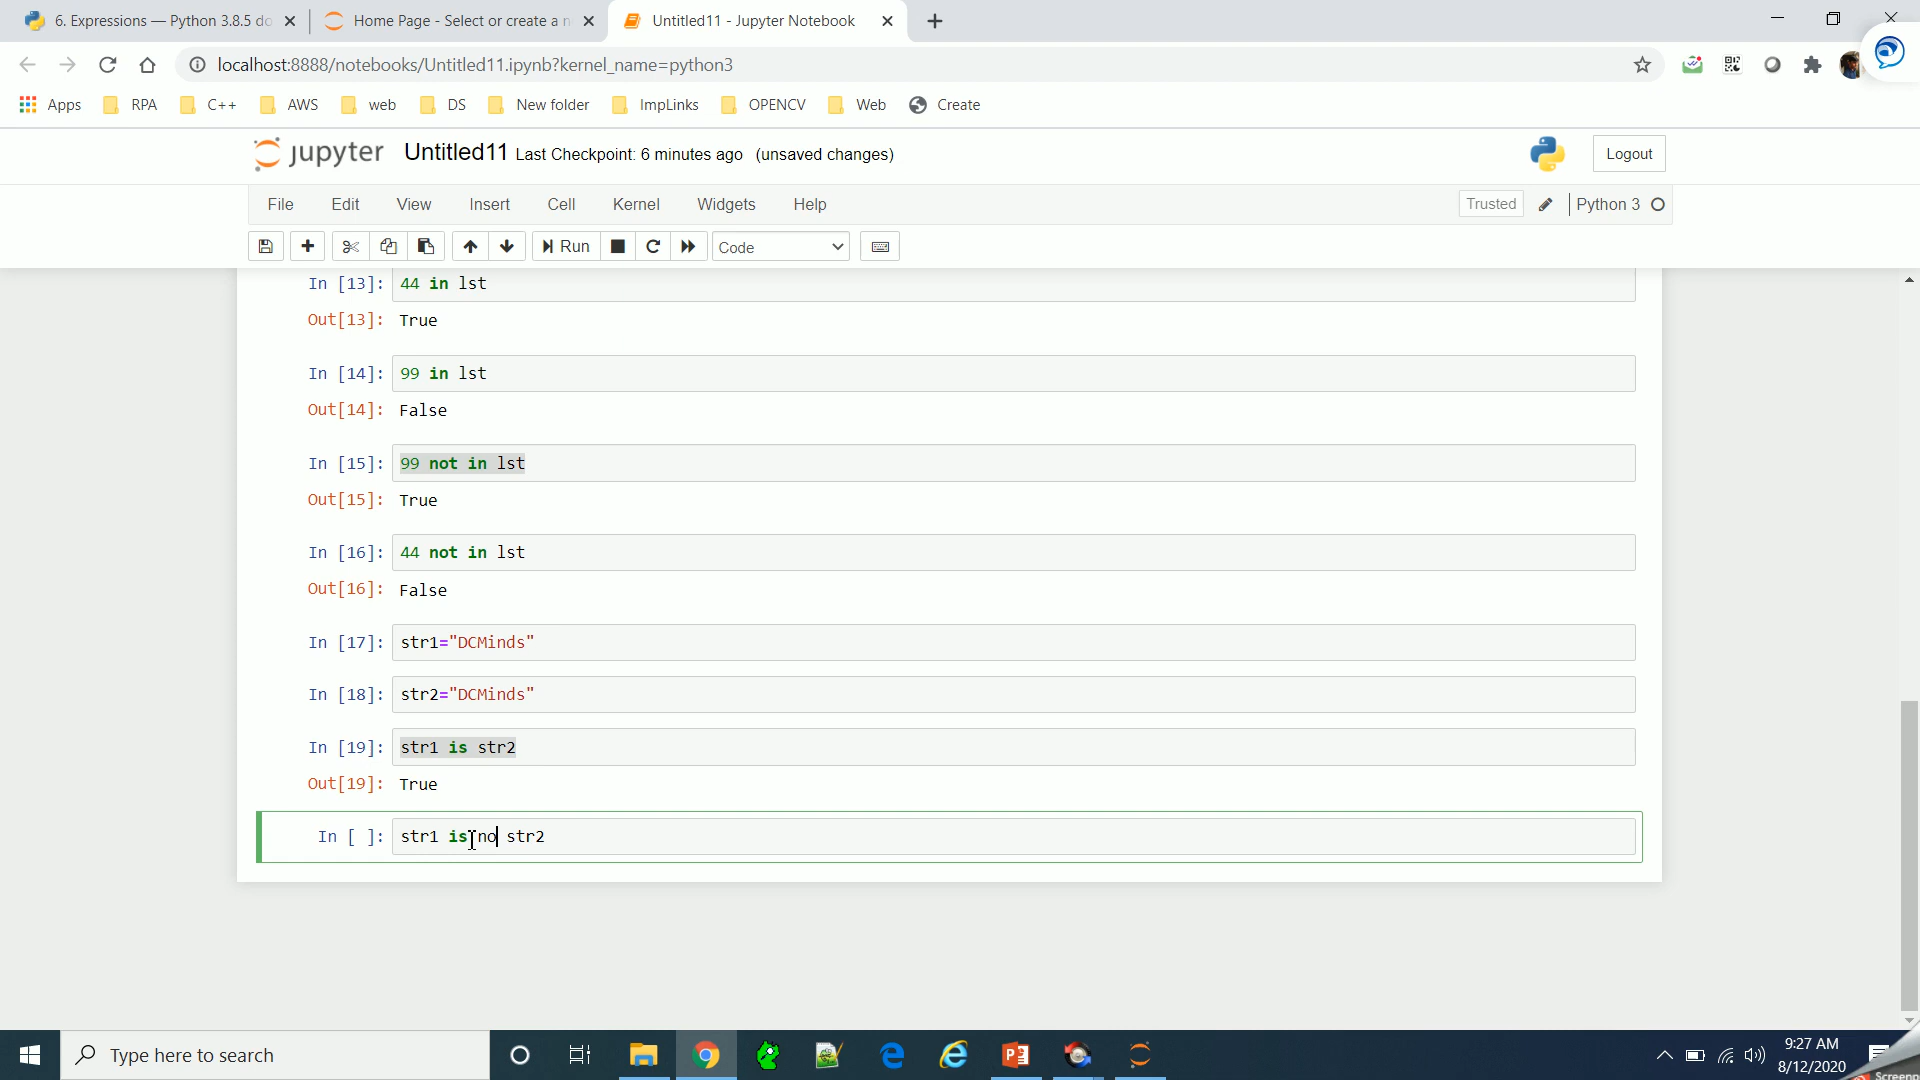 6. Expressions — Python 3.8.5 do
Home Page - Select or create a n
Untitled11 - Jupyter Notebook
localhost:8888/notebooks/Untitled11.ipynb?kernel_name=python3
Apps RPA C++ AWS web DS New folder ImpLinks OPENCV Web Create
jupyter Untitled11 Last Checkpoint: 6 minutes ago (unsaved changes)
Logout
File Edit View Insert Cell Kernel Widgets Help
Trusted Python 3
Run Code
In [13]: 44 in lst
Out[13]: True
In [14]: 99 in lst
Out[14]: False
In [15]: 99 not in lst
Out[15]: True
In [16]: 44 not in lst
Out[16]: False
In [17]: str1="DCMinds"
In [18]: str2="DCMinds"
In [19]: str1 is str2
Out[19]: True
In [ ]: str1 is no str2
Type here to search
9:27 AM
8/12/2020